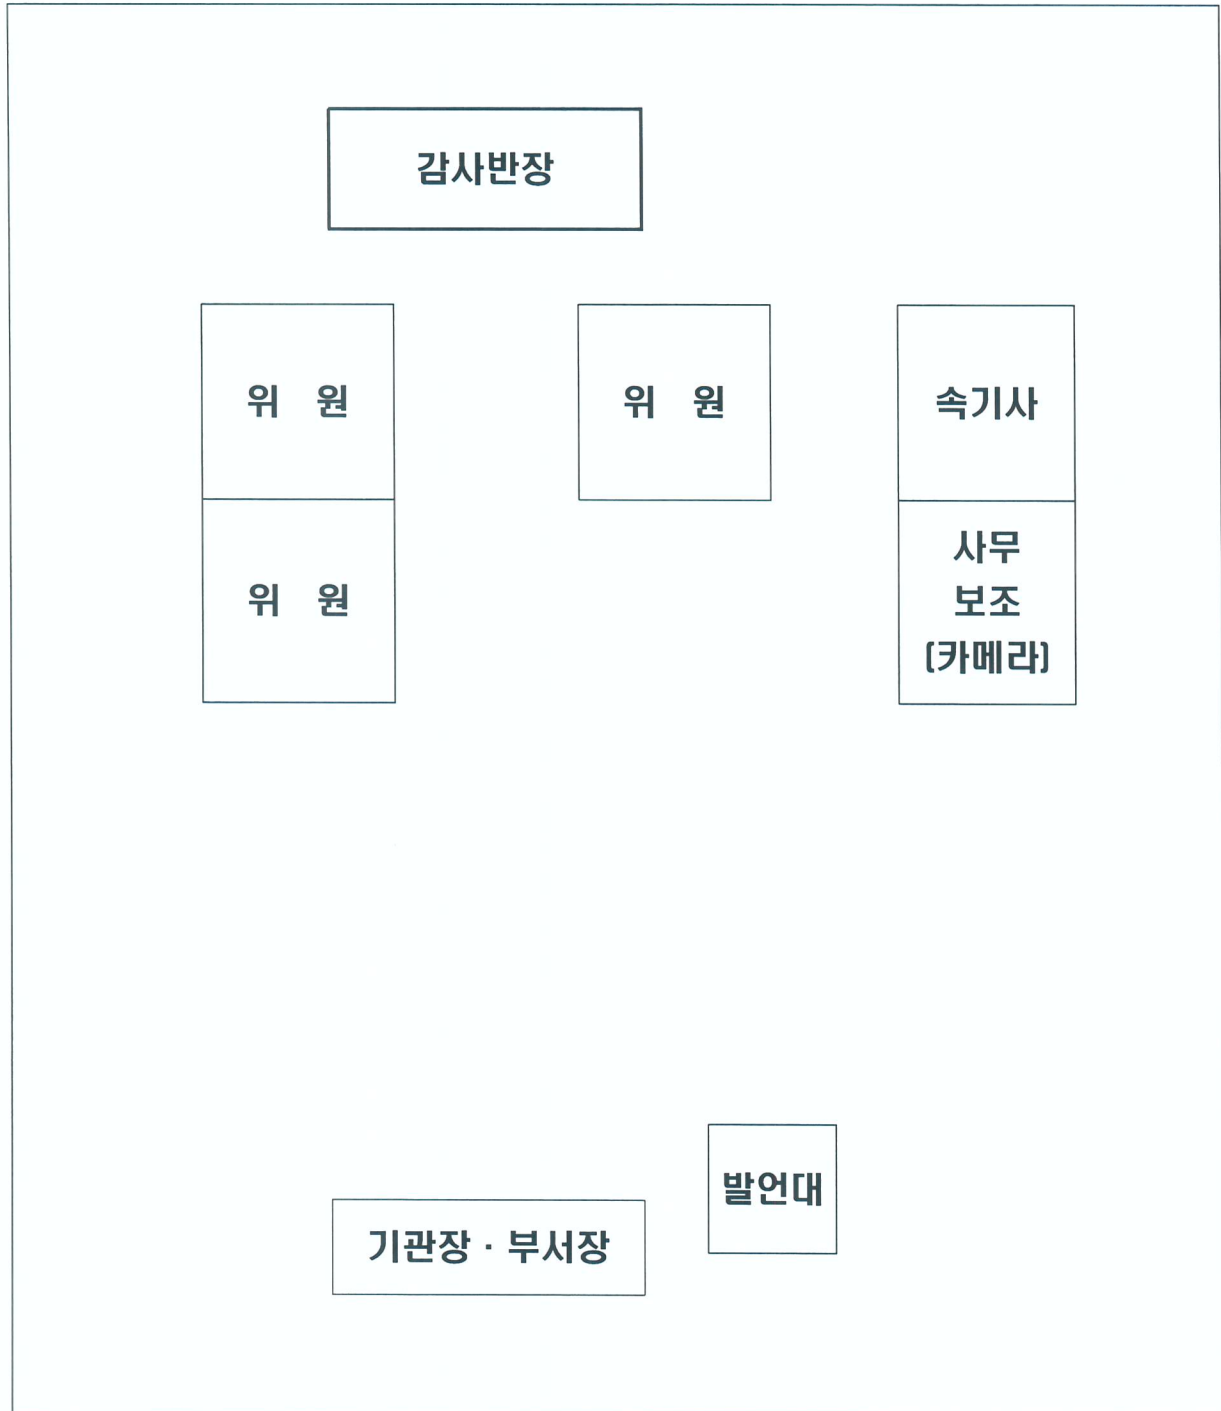 감사반장
위 원
위 원
속기사
위 원
사무
보조
(카메라)
발언대
기관장 · 부서장